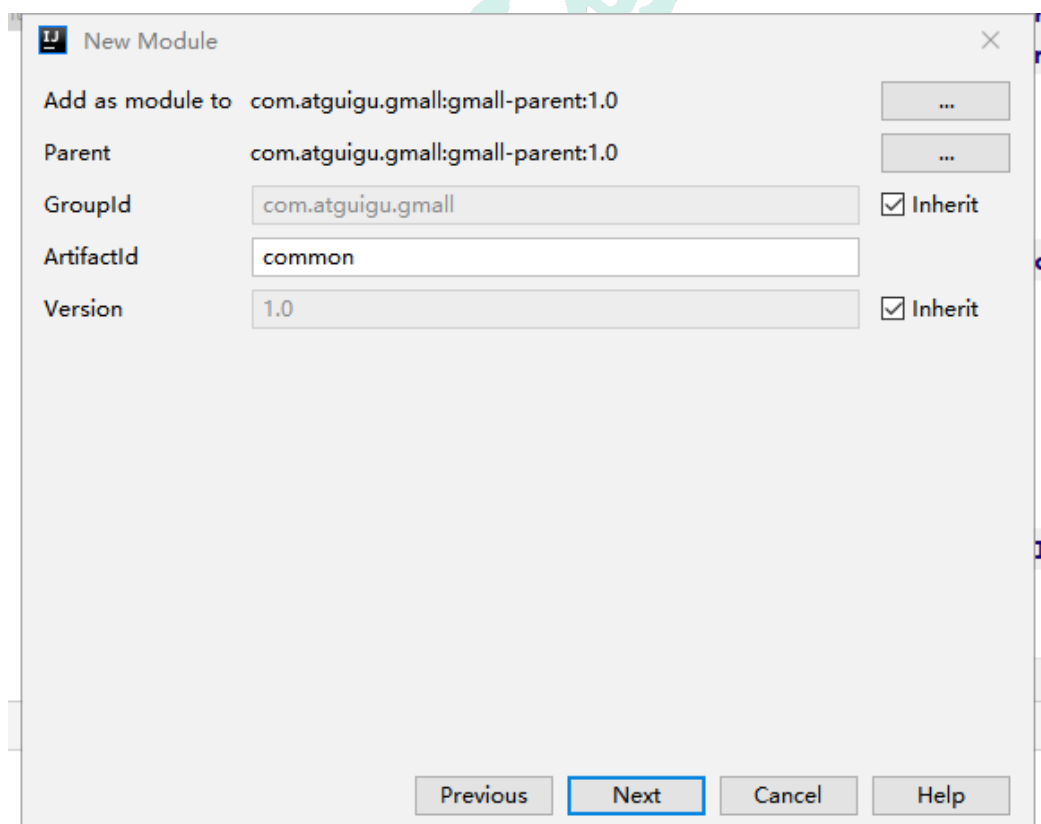 New Module
Add as module to com.atguigu.gmall:gmall-parent:1.0 ...
Parent com.atguigu.gmall:gmall-parent:1.0 ...
GroupId com.atguigu.gmall Inherit
ArtifactId common
Version 1.0 Inherit
Previous Next Cancel Help